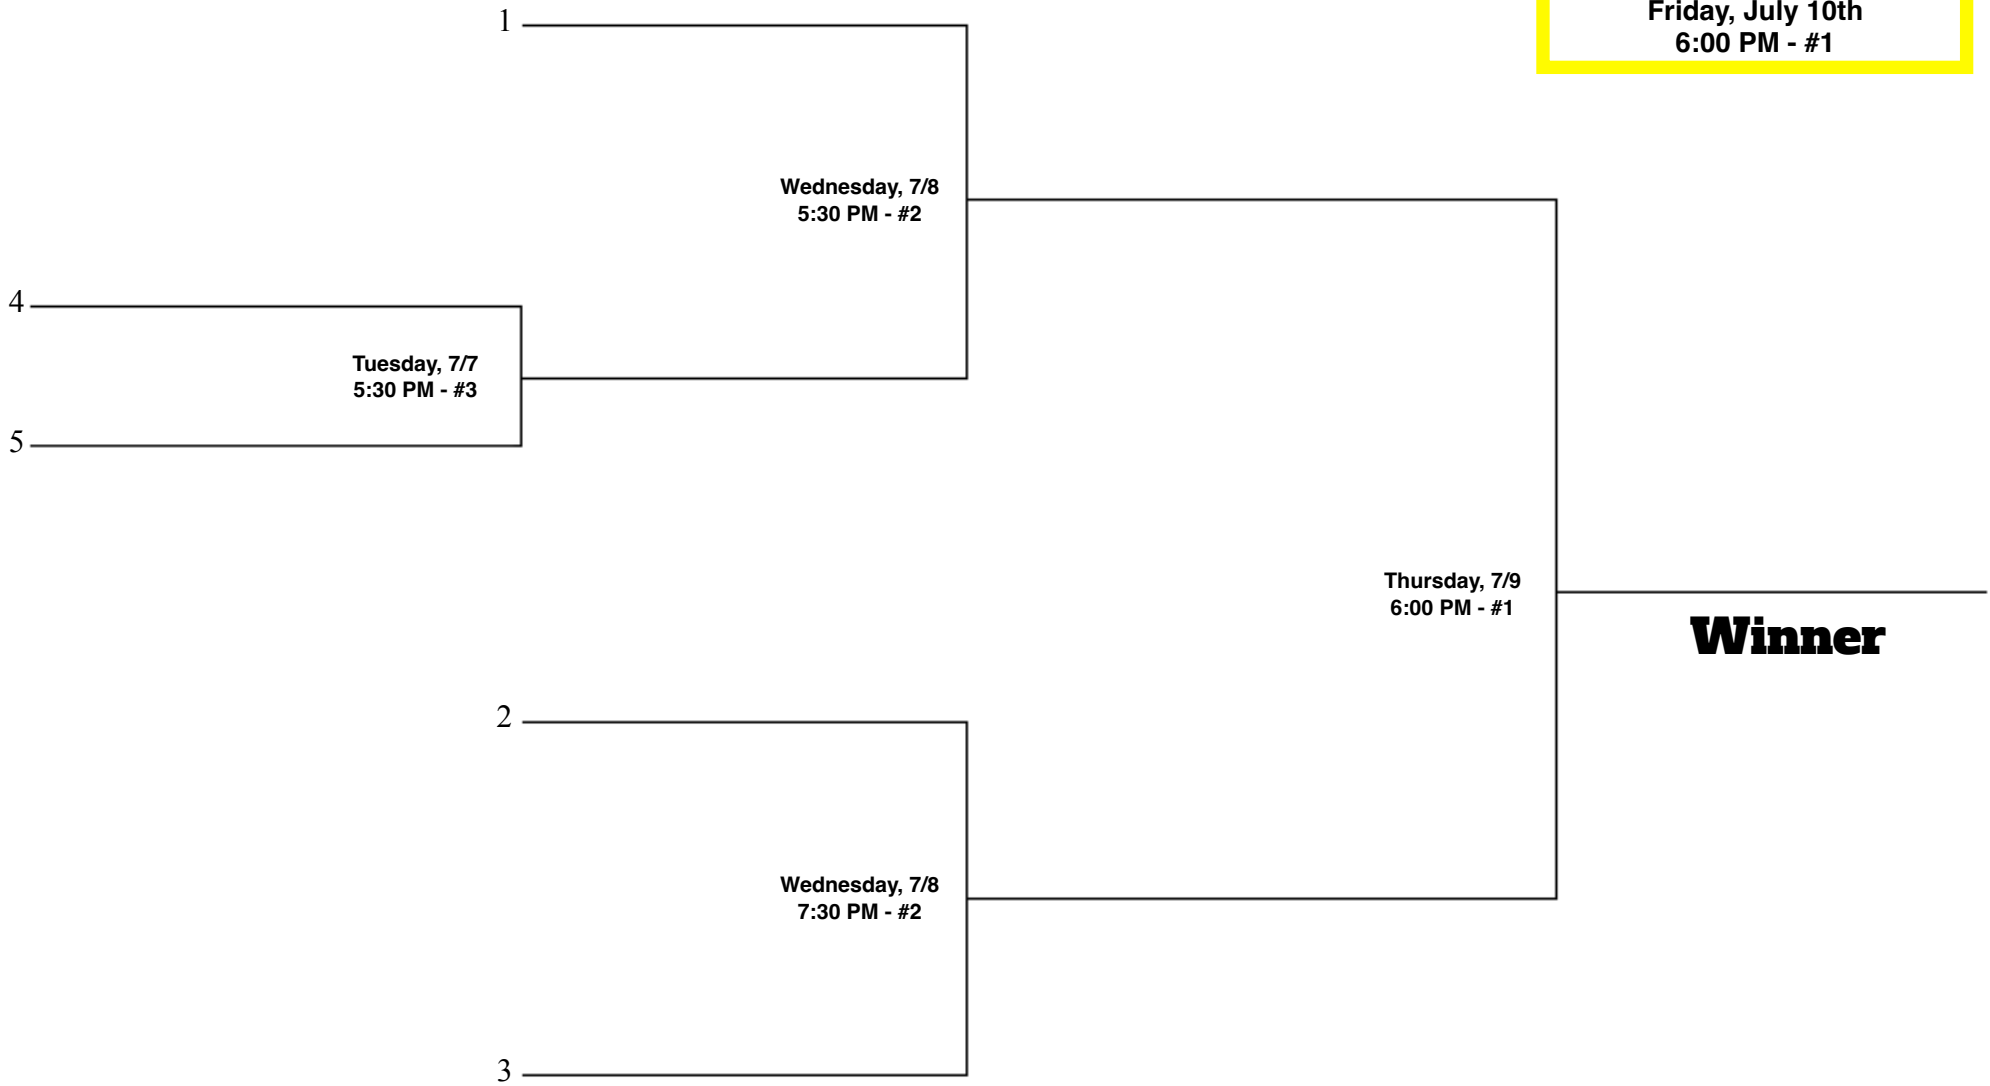 1
Friday, July 10th
6:00 PM - #1
Wednesday, 7/8
5:30 PM - #2
4
Tuesday, 7/7
5:30 PM - #3
5
Thursday, 7/9
6:00 PM - #1
Winner
2
Wednesday, 7/8
7:30 PM - #2
3